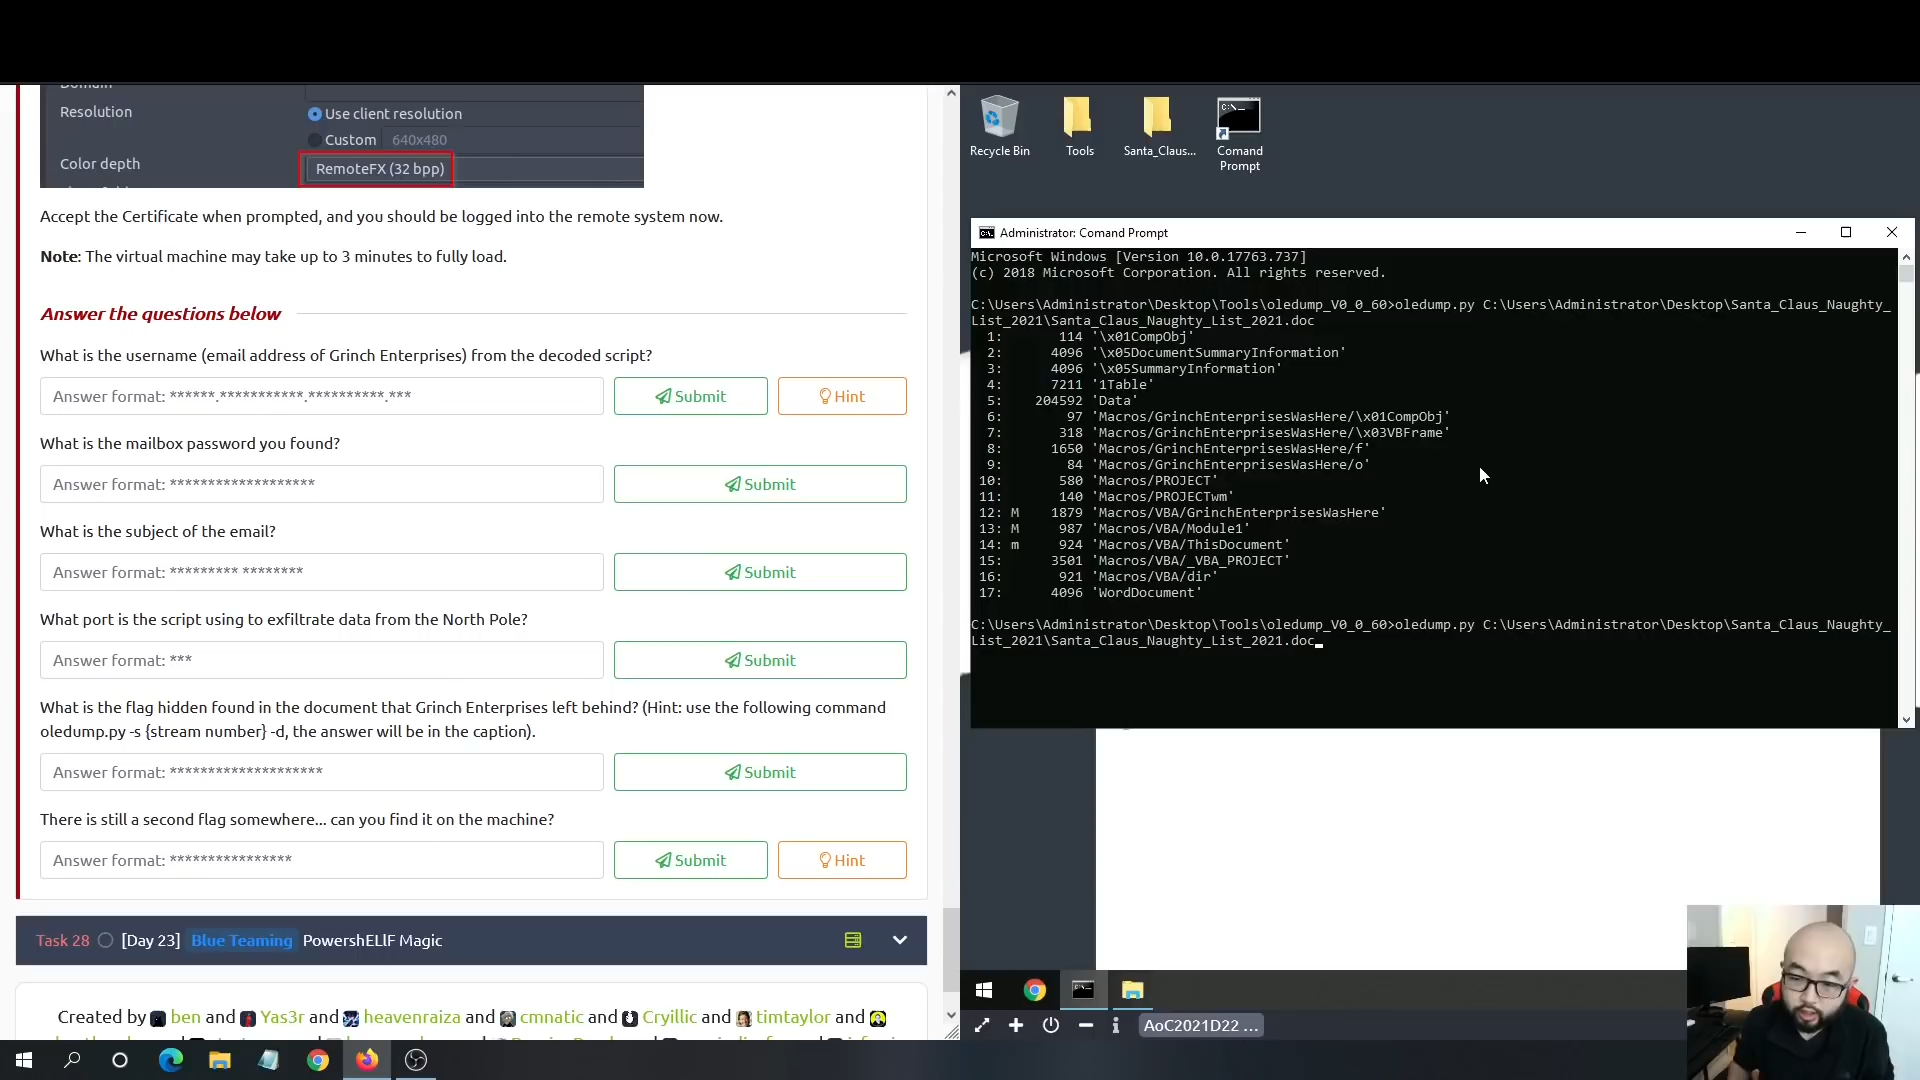 Resolution
Use client resolution
Custom 640x480
Color depth
RemoteFX (32 bpp)
Accept the Certificate when prompted, and you should be logged into the remote system now.
Note: The virtual machine may take up to 3 minutes to fully load.
Answer the questions below
What is the username (email address of Grinch Enterprises) from the decoded script?
Answer format: ******.***********.**********.***
Submit
Hint
What is the mailbox password you found?
Answer format: *******************
Submit
What is the subject of the email?
Answer format: ********* ********
Submit
What port is the script using to exfiltrate data from the North Pole?
Answer format: ***
Submit
What is the flag hidden found in the document that Grinch Enterprises left behind? (Hint: use the following command
oledump.py -s {stream number} -d, the answer will be in the caption).
Answer format: ********************
Submit
There is still a second flag somewhere... can you find it on the machine?
Answer format: ****************
Submit
Hint
Task 28 [Day 23] Blue Teaming PowershELlF Magic
Created by ben and Yas3r and heavenraiza and cmnatic and Cryillic and timtaylor and
Recycle Bin
Tools
Santa_Claus...
Comand
Prompt
Administrator: Comand Prompt
Microsoft Windows [Version 10.0.17763.737]
(c) 2018 Microsoft Corporation. All rights reserved.
C:\Users\Administrator\Desktop\Tools\oledump_V0_0_60>oledump.py C:\Users\Administrator\Desktop\Santa_Claus_Naughty_
List_2021\Santa_Claus_Naughty_List_2021.doc
1: 114 '\x01CompObj'
2: 4096 '\x05DocumentSummaryInformation'
3: 4096 '\x05SummaryInformation'
4: 7211 '1Table'
5: 204592 'Data'
6: 97 'Macros/GrinchEnterprisesWasHere/\x01CompObj'
7: 318 'Macros/GrinchEnterprisesWasHere/\x03VBFrame'
8: 1650 'Macros/GrinchEnterprisesWasHere/f'
9: 84 'Macros/GrinchEnterprisesWasHere/o'
10: 580 'Macros/PROJECT'
11: 140 'Macros/PROJECTwm'
12: M 1879 'Macros/VBA/GrinchEnterprisesWasHere'
13: M 987 'Macros/VBA/Module1'
14: m 924 'Macros/VBA/ThisDocument'
15: 3501 'Macros/VBA/_VBA_PROJECT'
16: 921 'Macros/VBA/dir'
17: 4096 'WordDocument'
C:\Users\Administrator\Desktop\Tools\oledump_V0_0_60>oledump.py C:\Users\Administrator\Desktop\Santa_Claus_Naughty_
List_2021\Santa_Claus_Naughty_List_2021.doc
AoC2021D22 ...